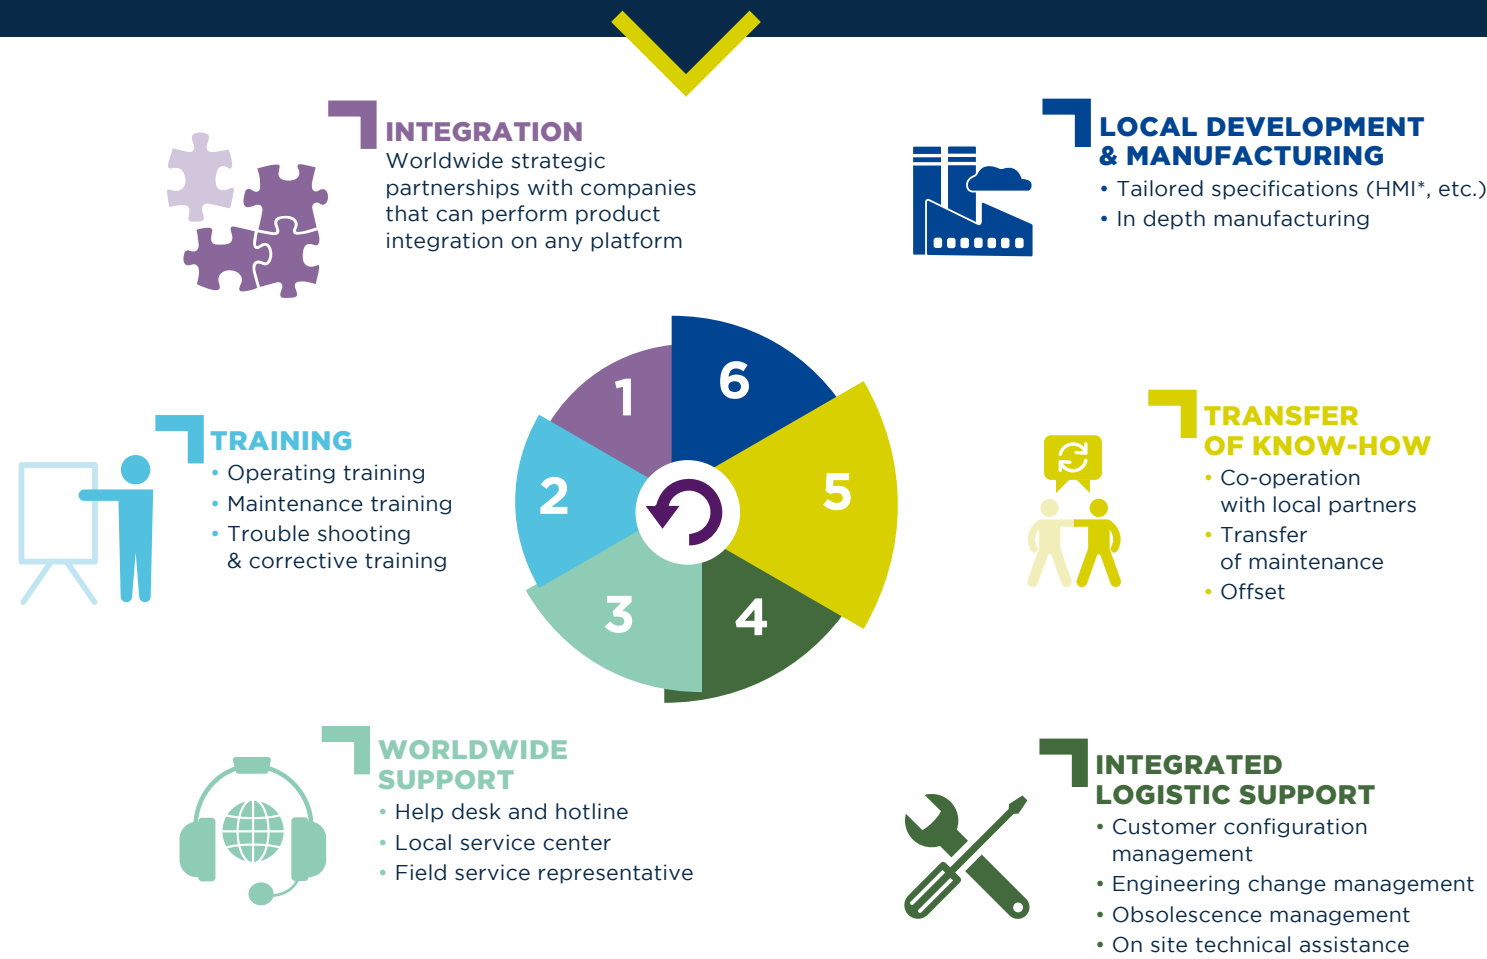 INTEGRATION
Worldwide strategic
partnerships with companies
that can perform product
integration on any platform
LOCAL DEVELOPMENT
& MANUFACTURING
• Tailored specifications (HMI*, etc.)
• In depth manufacturing
1
6
2
5
3
4
TRAINING
• Operating training
• Maintenance training
• Trouble shooting
& corrective training
TRANSFER
OF KNOW-HOW
• Co-operation
with local partners
• Transfer
of maintenance
• Offset
WORLDWIDE
SUPPORT
• Help desk and hotline
• Local service center
• Field service representative
INTEGRATED
LOGISTIC SUPPORT
• Customer configuration
management
• Engineering change management
• Obsolescence management
• On site technical assistance